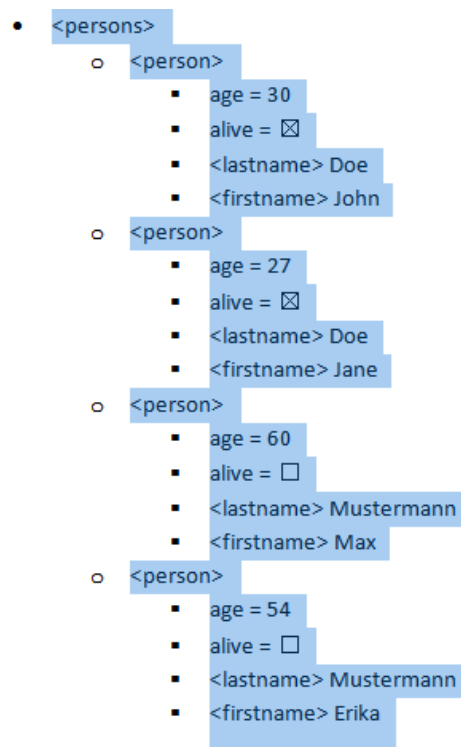 • <persons>
o <person>
▪ age = 30
▪ alive = ☒
▪ <lastname> Doe
▪ <firstname> John
o <person>
▪ age = 27
▪ alive = ☒
▪ <lastname> Doe
▪ <firstname> Jane
o <person>
▪ age = 60
▪ alive = ☐
▪ <lastname> Mustermann
▪ <firstname> Max
o <person>
▪ age = 54
▪ alive = ☐
▪ <lastname> Mustermann
▪ <firstname> Erika